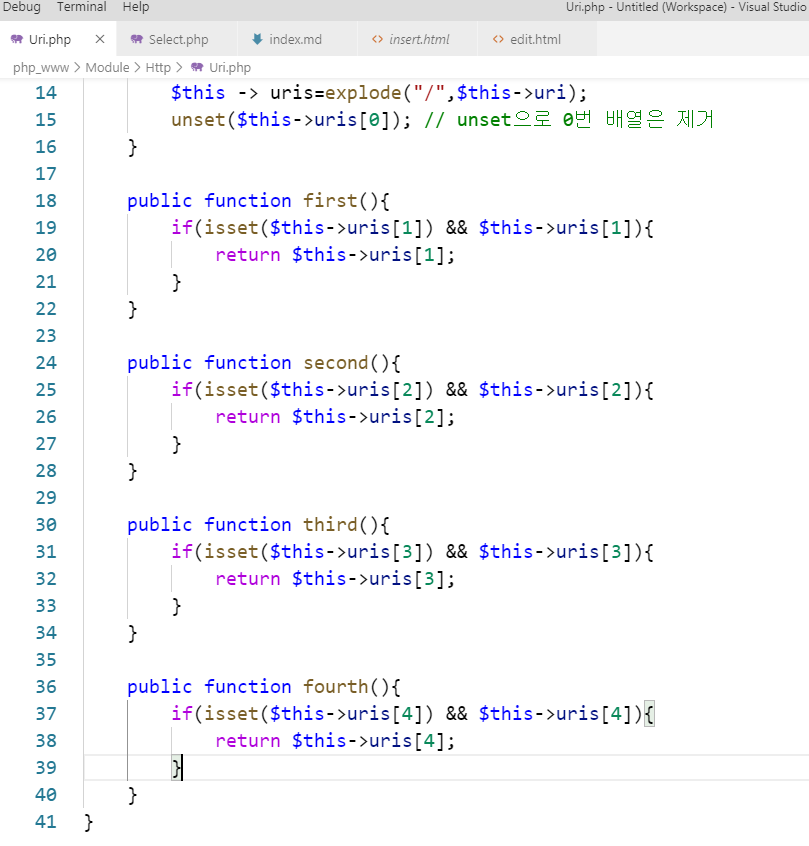 Debug Terminal Help Uri.php - Untitled (Workspace) - Visual Studio
Uri.php × Select.php index.md insert.html edit.html
php_www > Module > Http > Uri.php
14 $this -> uris=explode("/",$this->uri);
15 unset($this->uris[0]); // unset으로 0번 배열은 제거
16 }
17
18 public function first(){
19 if(isset($this->uris[1]) && $this->uris[1]){
20 return $this->uris[1];
21 }
22 }
23
24 public function second(){
25 if(isset($this->uris[2]) && $this->uris[2]){
26 return $this->uris[2];
27 }
28 }
29
30 public function third(){
31 if(isset($this->uris[3]) && $this->uris[3]){
32 return $this->uris[3];
33 }
34 }
35
36 public function fourth(){
37 if(isset($this->uris[4]) && $this->uris[4]){
38 return $this->uris[4];
39 }
40 }
41 }